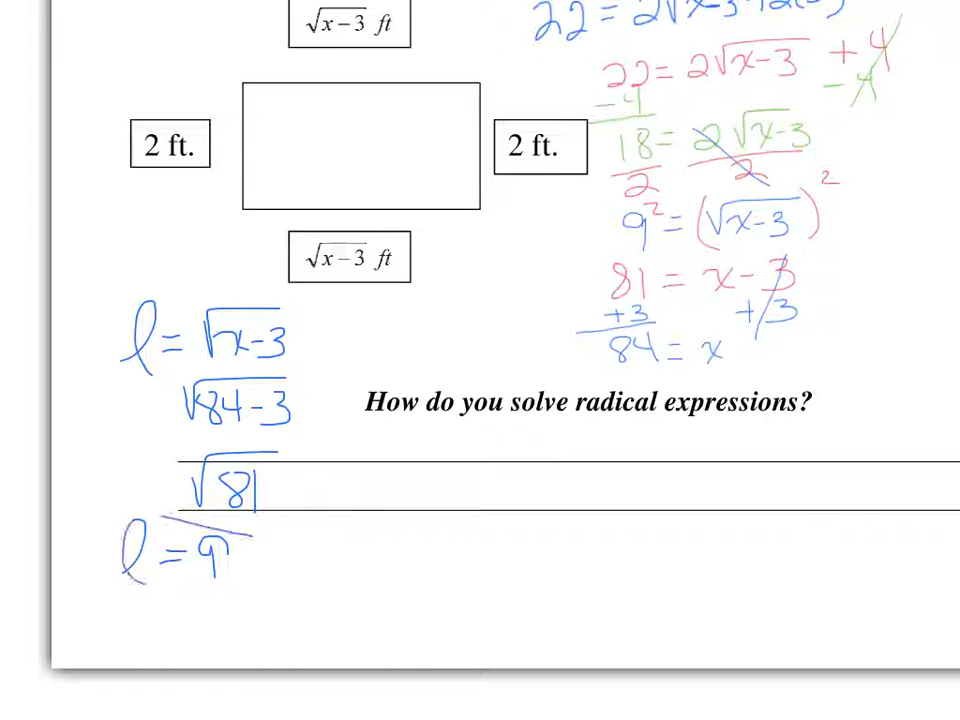 √x−3 ft
22 = 2√x-3 +2(2)
22 = 2√x-3 + 4
-4 -4
2 ft.
2 ft.
18 = 2√x-3
2 2
9² = (√x-3)²
√x−3 ft
81 = x-3
+3 +3
84 = x
l = √x-3
√84-3
How do you solve radical expressions?
√81
l = 9